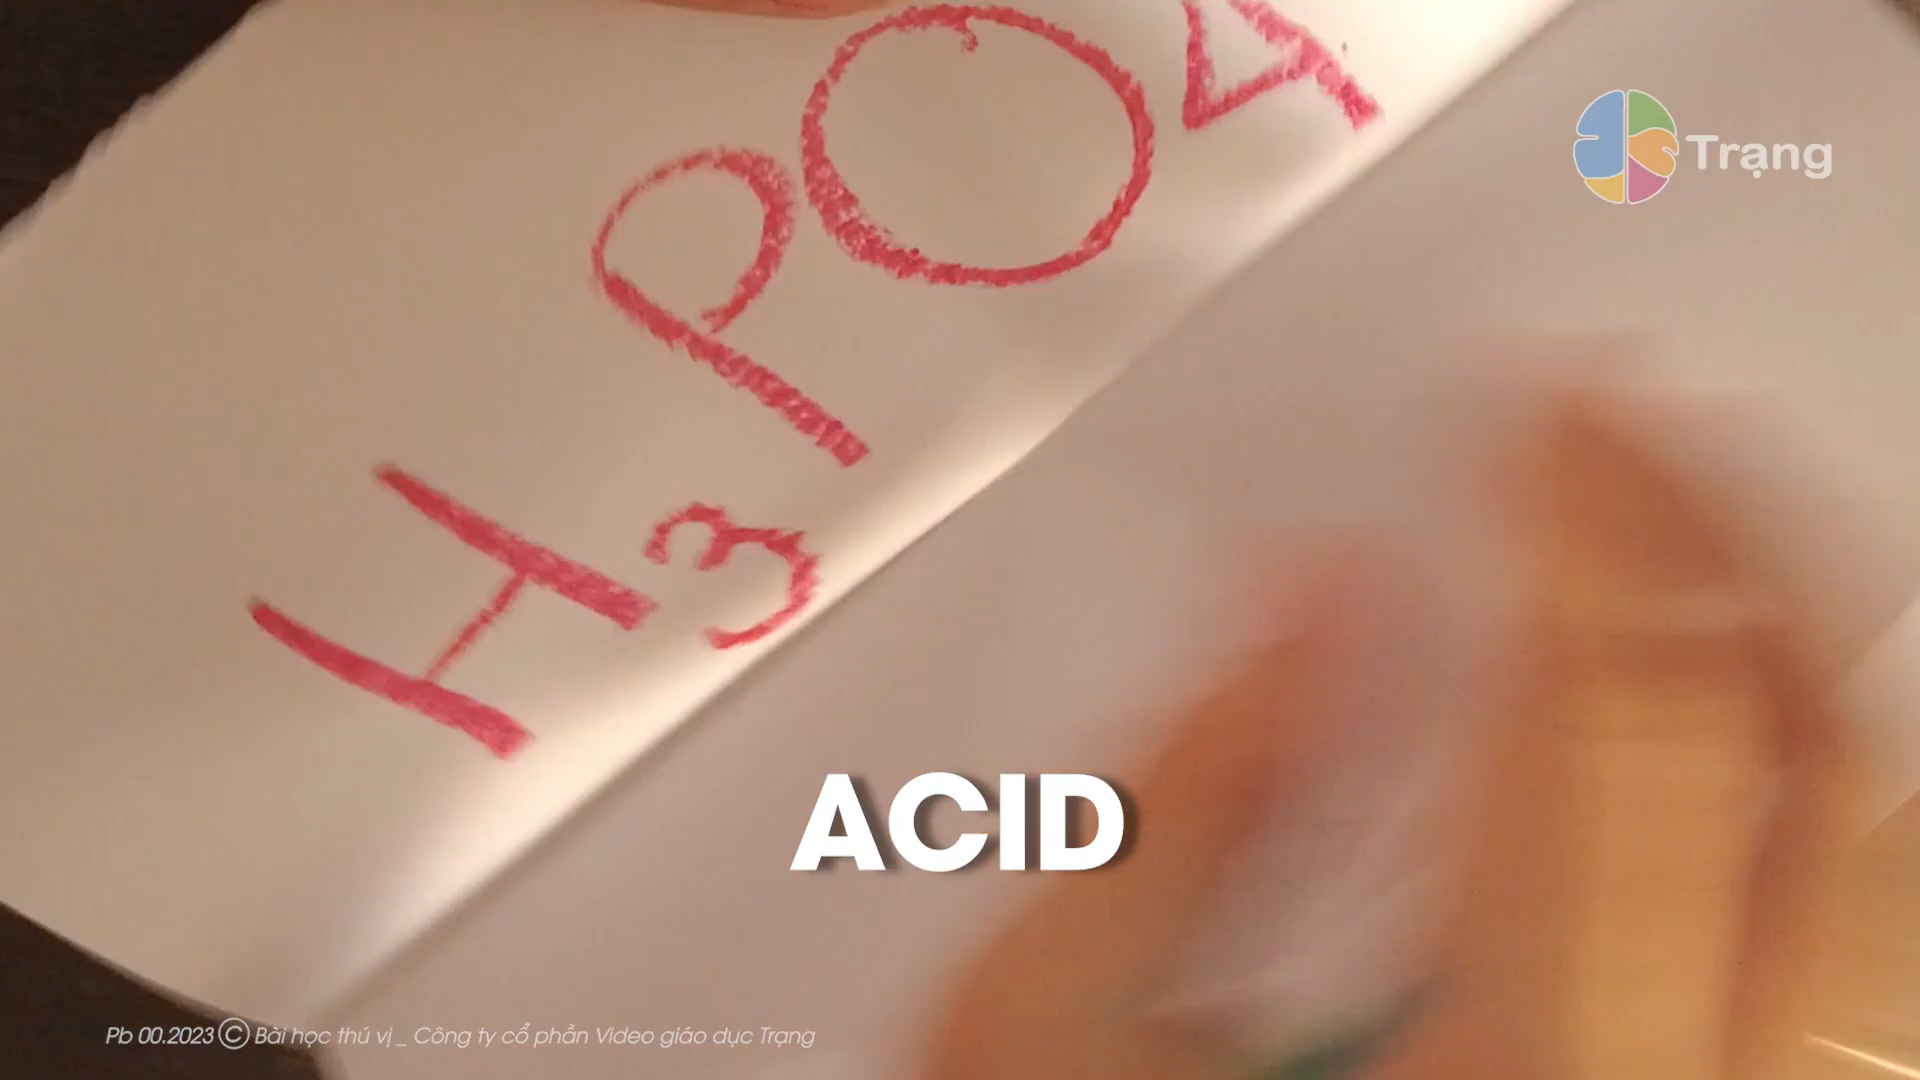 H3PO4
Trạng
ACID
Pb 00.2023 © Bài học thú vị _ Công ty cổ phần Video giáo dục Trạng